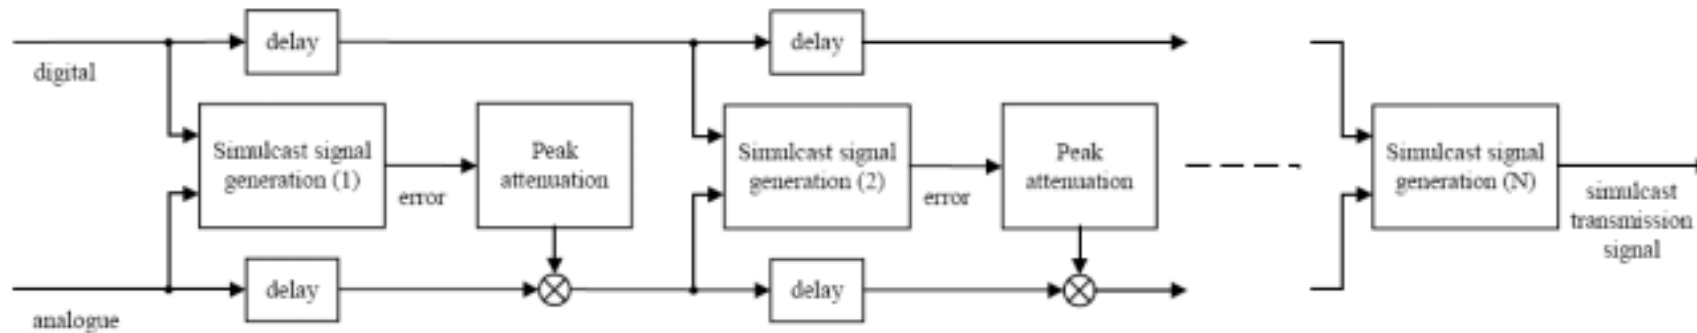 delay
delay
digital
Simulcast signal
generation (1)
error
Peak
attenuation
Simulcast signal
generation (2)
error
Peak
attenuation
Simulcast signal
generation (N)
simulcast
transmission
signal
delay
delay
analogue